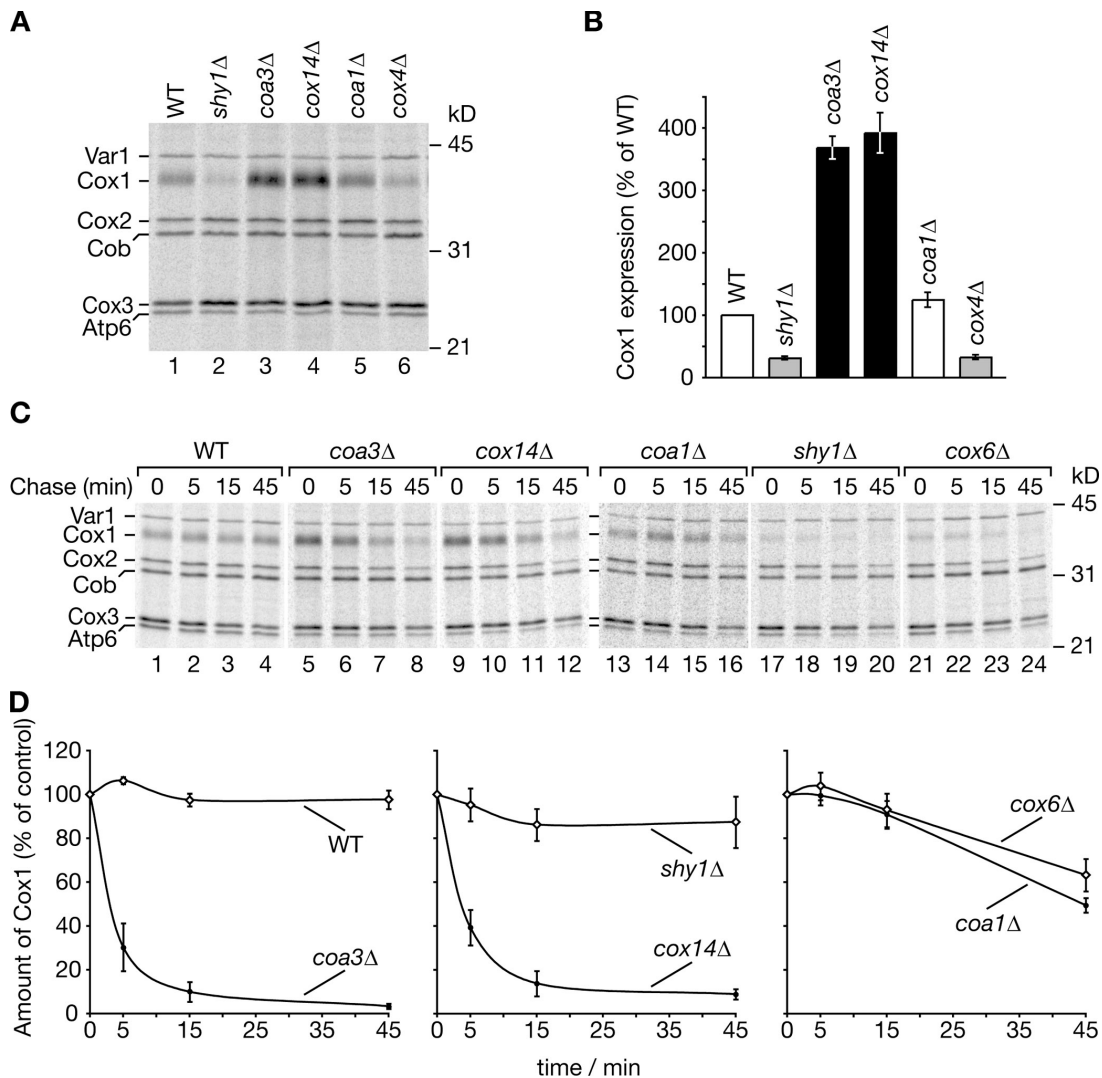 A
WT
shy1Δ
coa3Δ
cox14Δ
coa1Δ
cox4Δ
kD
Var1
Cox1
Cox2
Cob
Cox3
Atp6
45
31
21
1 2 3 4 5 6
B
Cox1 expression (% of WT)
400
300
200
100
0
WT
shy1Δ
coa3Δ
cox14Δ
coa1Δ
cox4Δ
C
WT coa3Δ cox14Δ coa1Δ shy1Δ cox6Δ
Chase (min) 0 5 15 45 0 5 15 45 0 5 15 45 0 5 15 45 0 5 15 45 0 5 15 45 kD
Var1
Cox1
Cox2
Cob
Cox3
Atp6
45
31
21
1 2 3 4 5 6 7 8 9 10 11 12 13 14 15 16 17 18 19 20 21 22 23 24
D
Amount of Cox1 (% of control)
120
100
80
60
40
20
0
WT
coa3Δ
0 5 15 25 35 45
shy1Δ
cox14Δ
0 5 15 25 35 45
cox6Δ
coa1Δ
0 5 15 25 35 45
time / min